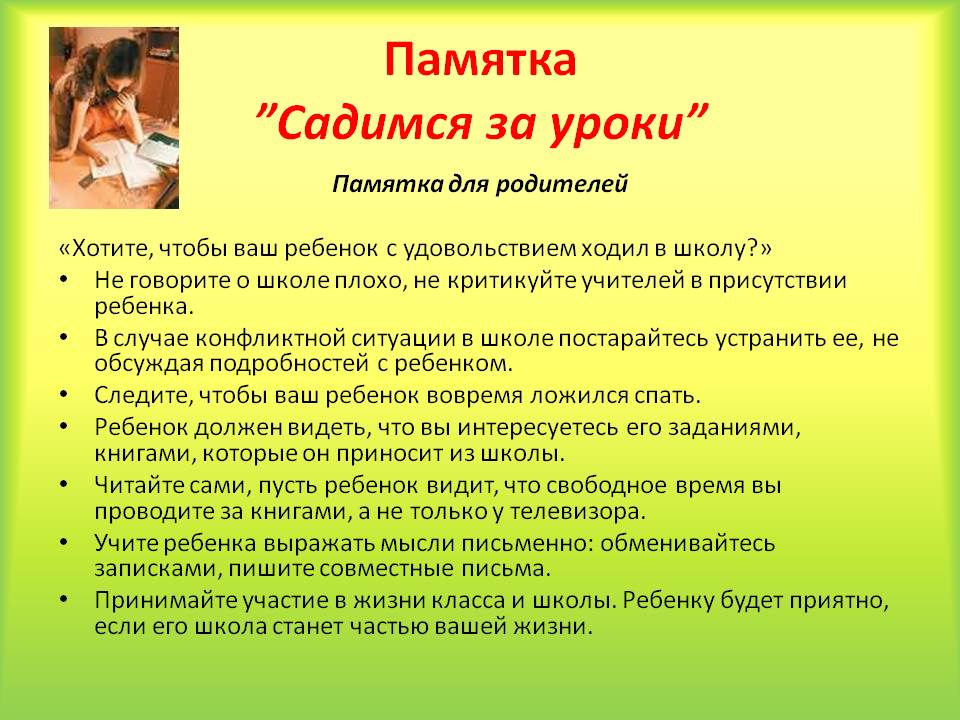 Памятка
”Садимся за уроки”
Памятка для родителей
«Хотите, чтобы ваш ребенок с удовольствием ходил в школу?»
• Не говорите о школе плохо, не критикуйте учителей в присутствии
ребенка.
• В случае конфликтной ситуации в школе постарайтесь устранить ее, не
обсуждая подробностей с ребенком.
• Следите, чтобы ваш ребенок вовремя ложился спать.
• Ребенок должен видеть, что вы интересуетесь его заданиями,
книгами, которые он приносит из школы.
• Читайте сами, пусть ребенок видит, что свободное время вы
проводите за книгами, а не только у телевизора.
• Учите ребенка выражать мысли письменно: обменивайтесь
записками, пишите совместные письма.
• Принимайте участие в жизни класса и школы. Ребенку будет приятно,
если его школа станет частью вашей жизни.